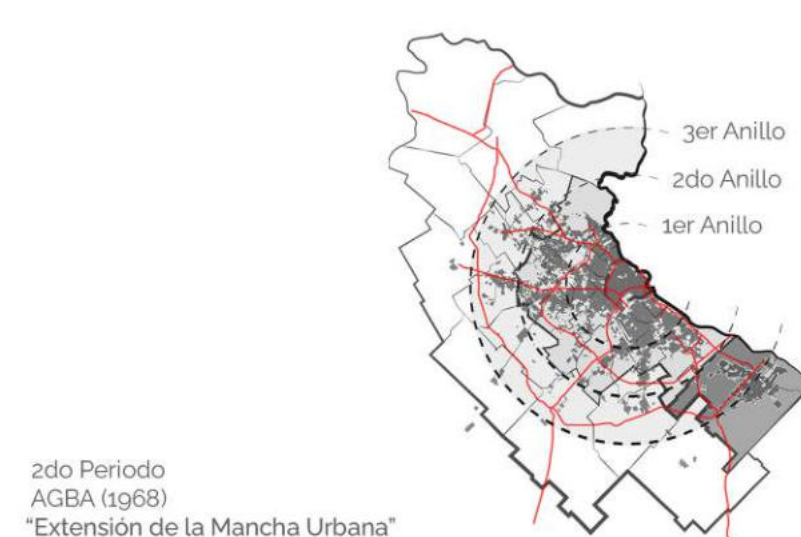 3er Anillo
2do Anillo
1er Anillo
2do Periodo
AGBA (1968)
“Extensión de la Mancha Urbana”